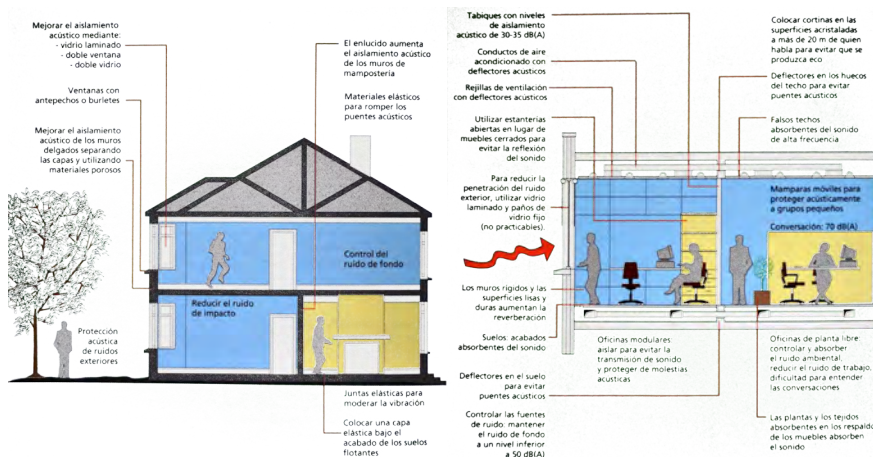 Mejorar el aislamiento
acústico mediante:
- vidrio laminado
- doble ventana
- doble vidrio
Ventanas con
antepechos o burletes
Mejorar el aislamiento
acústico de los muros
delgados separando
las capas y utilizando
materiales porosos
El enlucido aumenta
el aislamiento acústico
de los muros de
mampostería
Materiales elásticos
para romper los
puentes acústicos
Control del
ruido de fondo
Reducir el ruido
de impacto
Protección
acústica
de ruidos
exteriores
Juntas elásticas para
moderar la vibración
Colocar una capa
elástica bajo el
acabado de los suelos
flotantes
Tabiques con niveles
de aislamiento
acústico de 30-35 dB(A)
Conductos de aire
acondicionado con
deflectores acusticos
Rejillas de ventilación
con deflectores acústicos
Utilizar estanterías
abiertas en lugar de
muebles cerrados para
evitar la reflexión
del sonido
Para reducir la
penetración del ruido
exterior, utilizar vidrio
laminado y paños de
vidrio fijo
(no practicables).
Los muros rígidos y las
superficies lisas y
duras aumentan la
reverberación
Suelos: acabados
absorbentes del sonido
Deflectores en el suelo
para evitar
puentes acusticos
Controlar las fuentes
de ruido: mantener
el ruido de fondo
a un nivel inferior
a 50 dB(A)
Colocar cortinas en las
superficies acristaladas
a más de 20 m de quien
habla para evitar que se
produzca eco
Deflectores en los huecos
del techo para evitar
puentes acusticos
Falsos techos
absorbentes del sonido
de alta frecuencia
Mamparas móviles para
proteger acústicamente
a grupos pequeños
Conversación: 70 dB(A)
Oficinas modulares:
aislar para evitar la
transmisión de sonido
y proteger de molestias
acusticas
Oficinas de planta libre:
controlar y absorber
el ruido ambiental,
reducir el ruido de trabajo,
dificultad para entender
las conversaciones
Las plantas y los tejidos
absorbentes en los respaldo
de los muebles absorben
el sonido